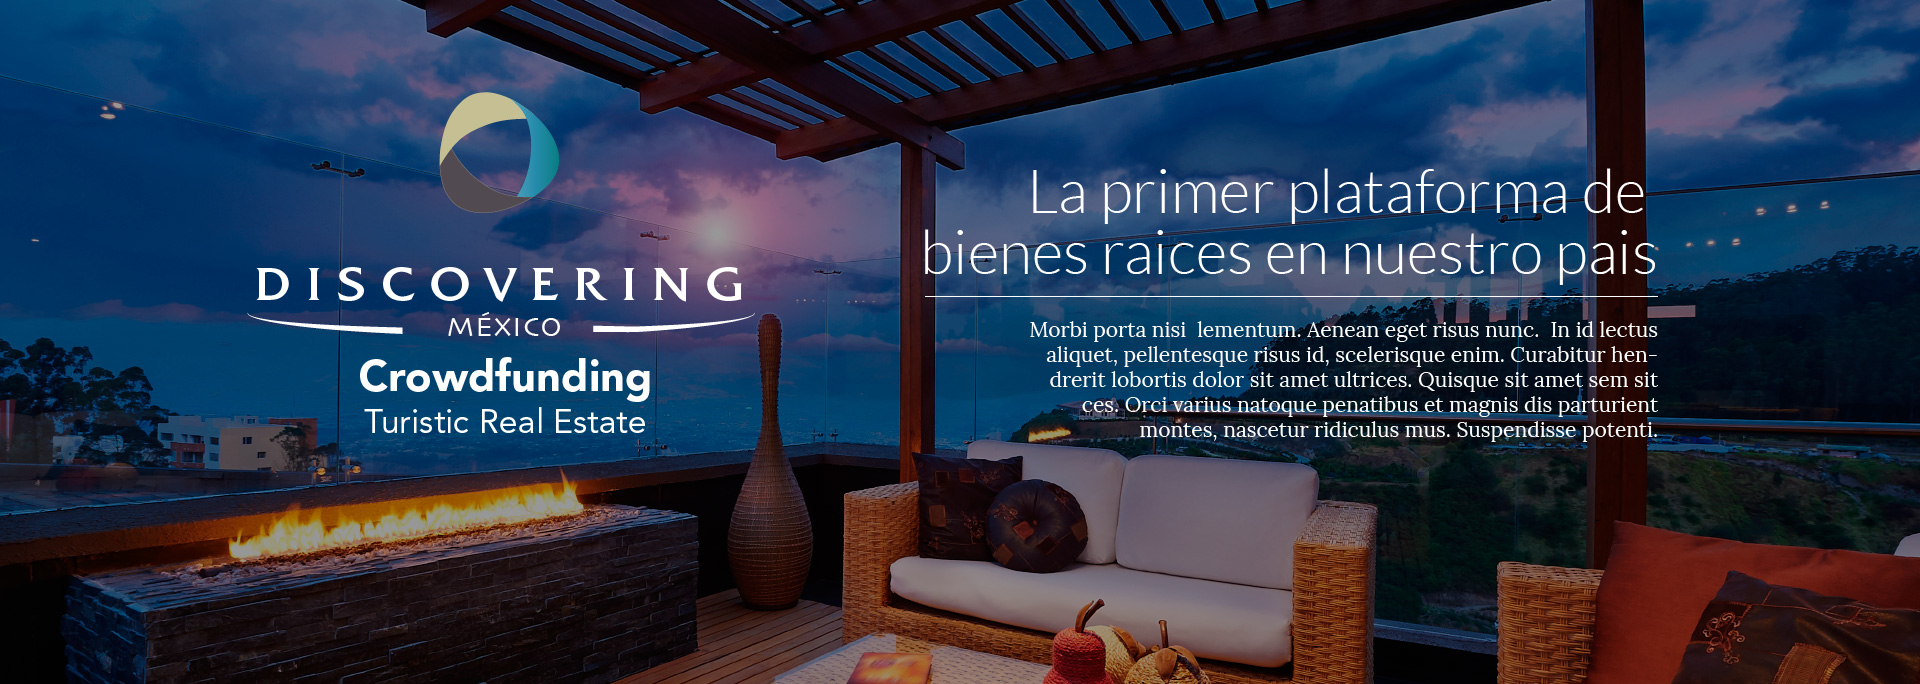 DISCOVERING
MÉXICO
Crowdfunding
Turistic Real Estate
La primer plataforma de
bienes raices en nuestro pais
Morbi porta nisi lementum. Aenean eget risus nunc. In id lectus
aliquet, pellentesque risus id, scelerisque enim. Curabitur hen-
drerit lobortis dolor sit amet ultrices. Quisque sit amet sem sit
ces. Orci varius natoque penatibus et magnis dis parturient
montes, nascetur ridiculus mus. Suspendisse potenti.